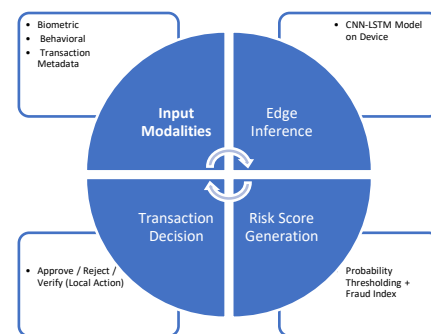 • Biometric
• Behavioral
• Transaction
Metadata
• CNN-LSTM Model
on Device
Input
Modalities
Edge
Inference
Transaction
Decision
Risk Score
Generation
• Approve / Reject /
Verify (Local Action)
Probability
Thresholding +
Fraud Index